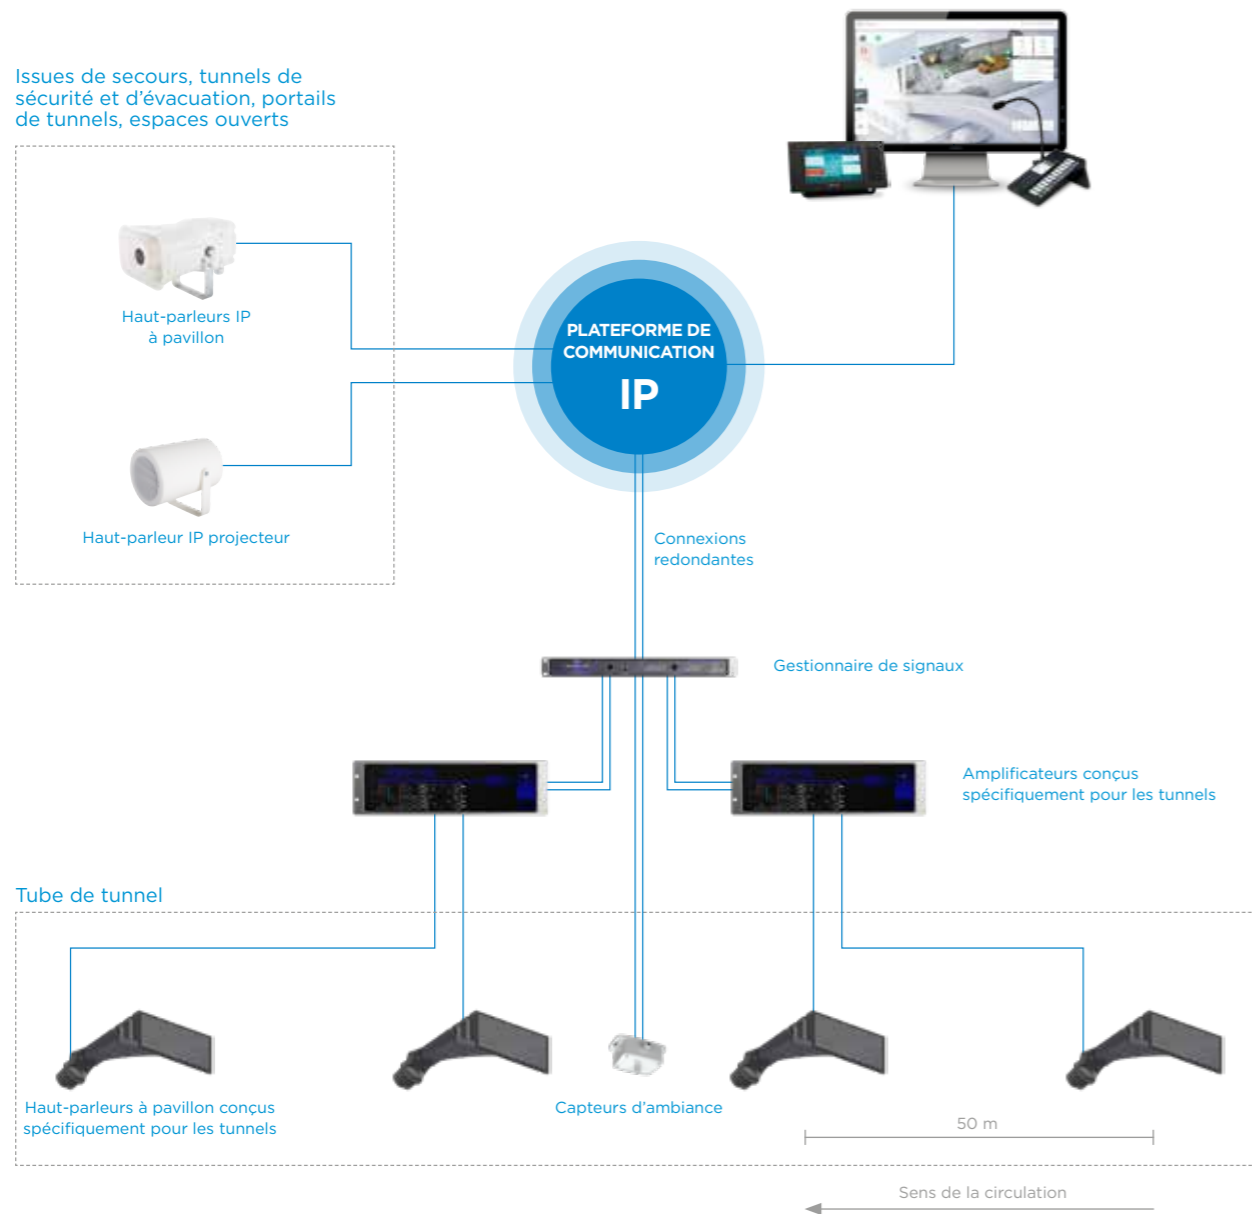 Issues de secours, tunnels de
sécurité et d'évacuation, portails
de tunnels, espaces ouverts
Haut-parleurs IP
à pavillon
PLATEFORME DE
COMMUNICATION
IP
Haut-parleur IP projecteur
Connexions
redondantes
Gestionnaire de signaux
Amplificateurs conçus
spécifiquement pour les tunnels
Tube de tunnel
Haut-parleurs à pavillon conçus
spécifiquement pour les tunnels
Capteurs d'ambiance
50 m
Sens de la circulation